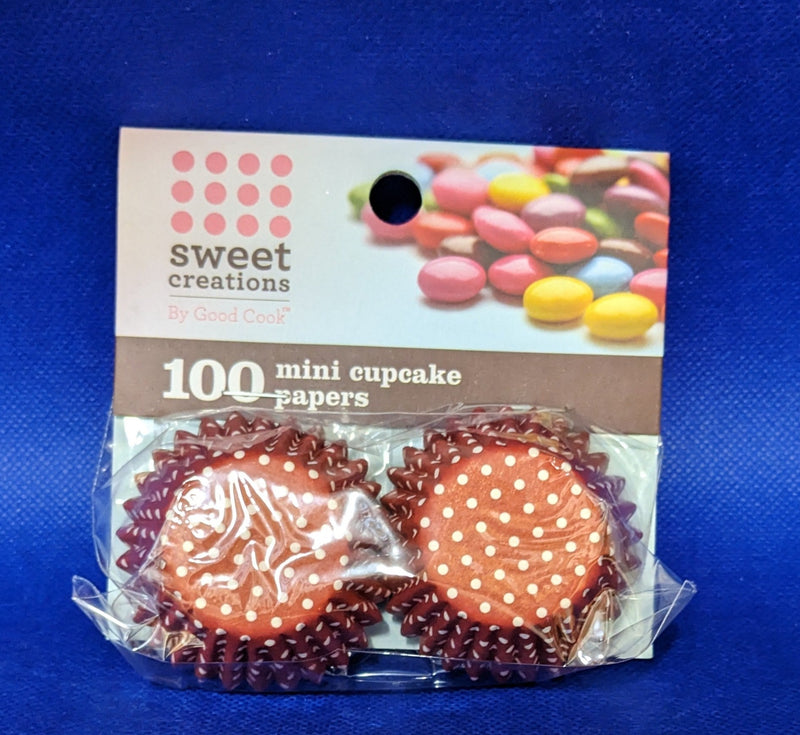 sweet
creations
By Good Cook™
100 mini cupcake
papers